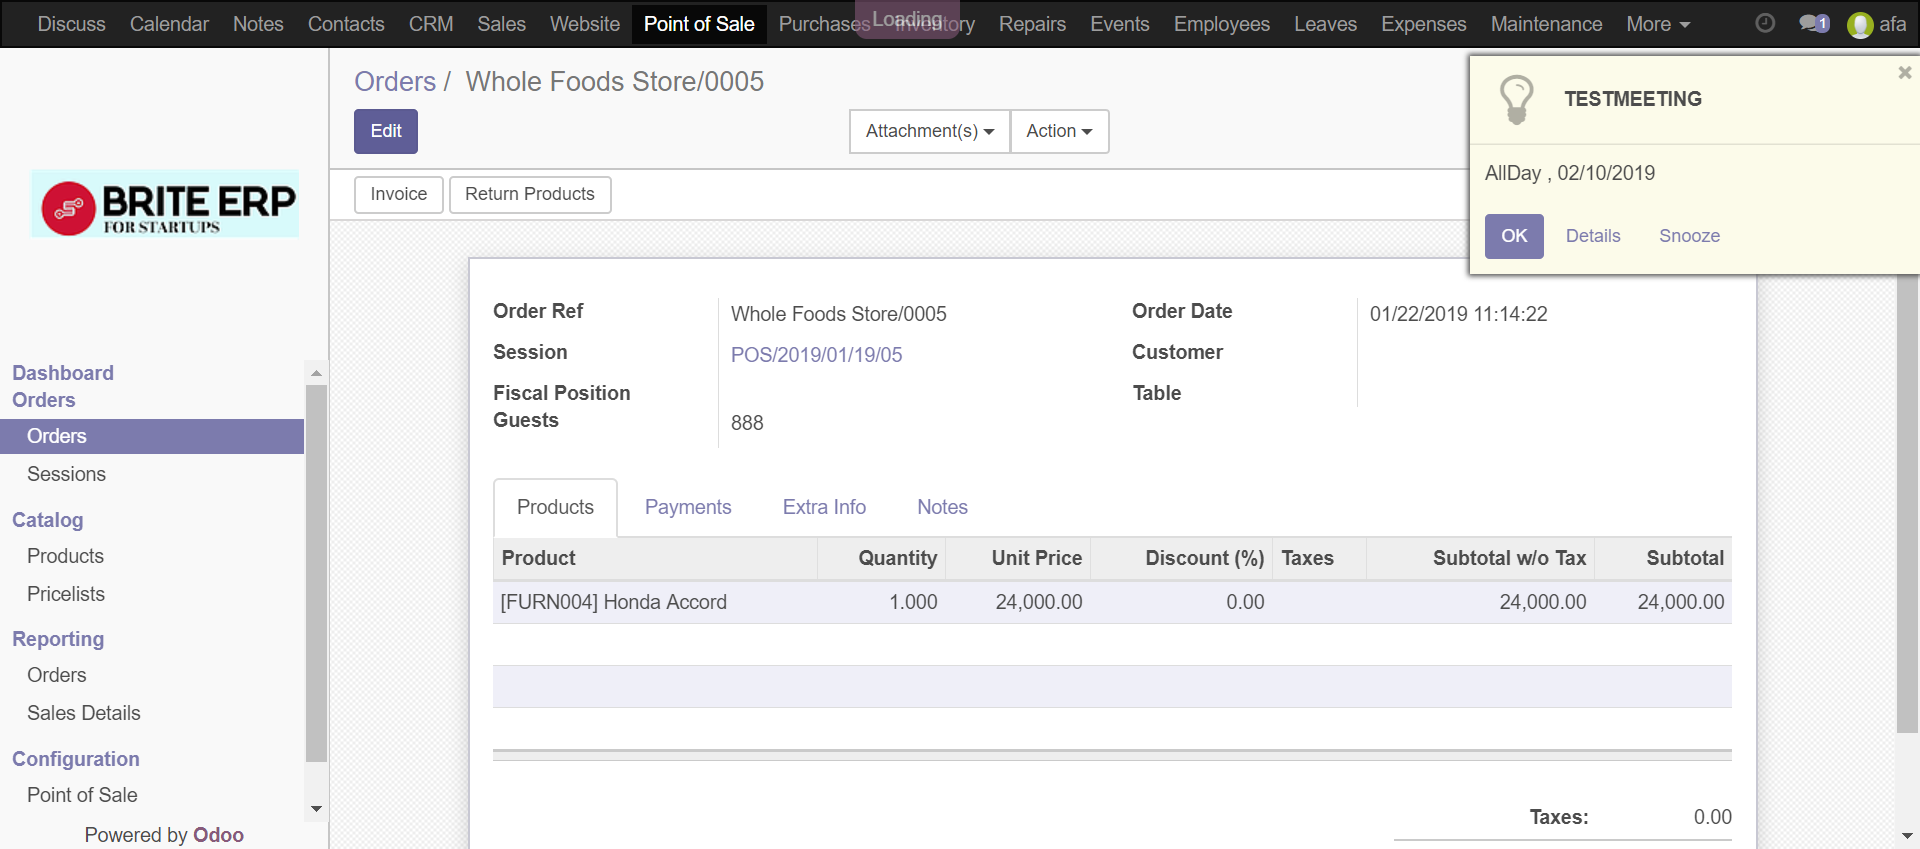 Discuss Calendar Notes Contacts CRM Sales Website Point of Sale Purchases Inventory Repairs Events Employees Leaves Expenses Maintenance More 1 afa
Loading
Orders / Whole Foods Store/0005
Edit
Attachment(s) Action
Invoice Return Products
TESTMEETING
AllDay , 02/10/2019
OK Details Snooze
BRITE ERP
FOR STARTUPS
Dashboard
Orders
Orders
Sessions
Catalog
Products
Pricelists
Reporting
Orders
Sales Details
Configuration
Point of Sale
Powered by Odoo
Order Ref Whole Foods Store/0005
Session POS/2019/01/19/05
Fiscal Position
Guests 888
Order Date 01/22/2019 11:14:22
Customer
Table
Products Payments Extra Info Notes
Product Quantity Unit Price Discount (%) Taxes Subtotal w/o Tax Subtotal
[FURN004] Honda Accord 1.000 24,000.00 0.00 24,000.00 24,000.00
Taxes: 0.00